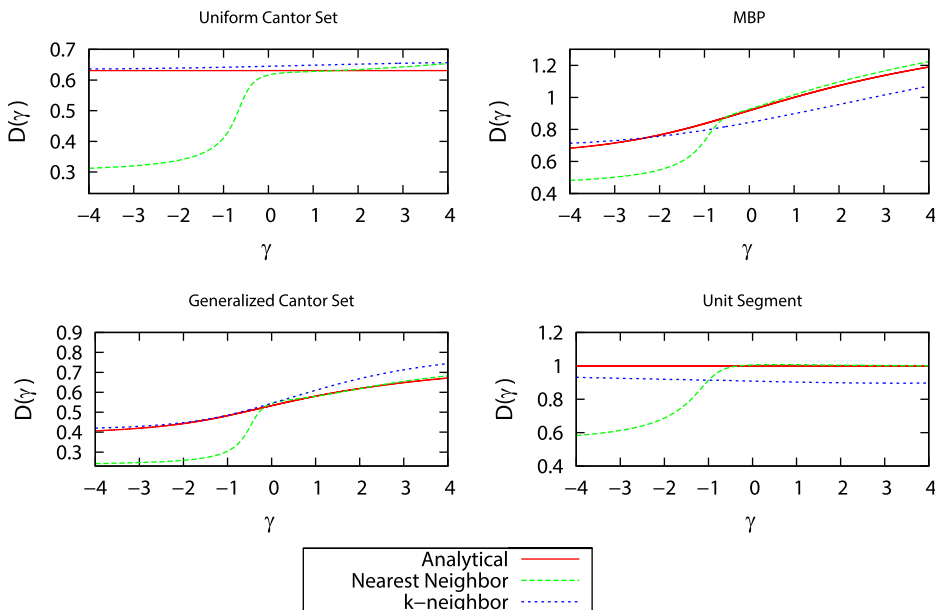 Uniform Cantor Set
0.7
0.6
0.5
0.4
0.3
D(γ)
−4 −3 −2 −1 0 1 2 3 4
γ
MBP
1.2
1
0.8
0.6
0.4
D(γ)
−4 −3 −2 −1 0 1 2 3 4
γ
Generalized Cantor Set
0.9
0.8
0.7
0.6
0.5
0.4
0.3
D(γ)
−4 −3 −2 −1 0 1 2 3 4
γ
Unit Segment
1.2
1
0.8
0.6
0.4
D(γ)
−4 −3 −2 −1 0 1 2 3 4
γ
Analytical
Nearest Neighbor
k−neighbor